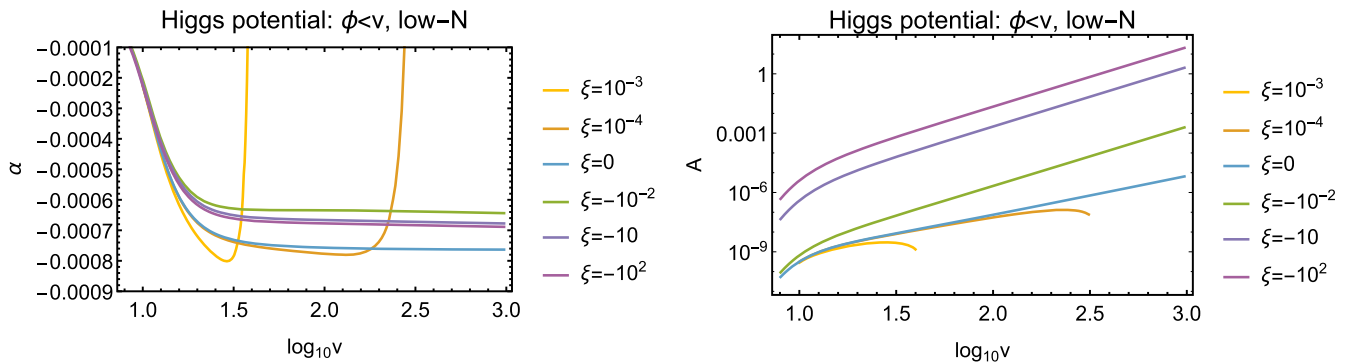 Higgs potential: ϕ<v, low−N
−0.0001
−0.0002
−0.0003
−0.0004
−0.0005
−0.0006
−0.0007
−0.0008
−0.0009
α
1.0
1.5
2.0
2.5
3.0
log₁₀v
ξ=10⁻³
ξ=10⁻⁴
ξ=0
ξ=−10⁻²
ξ=−10
ξ=−10²
Higgs potential: ϕ<v, low−N
1
0.001
10⁻⁶
10⁻⁹
A
1.0
1.5
2.0
2.5
3.0
log₁₀v
ξ=10⁻³
ξ=10⁻⁴
ξ=0
ξ=−10⁻²
ξ=−10
ξ=−10²